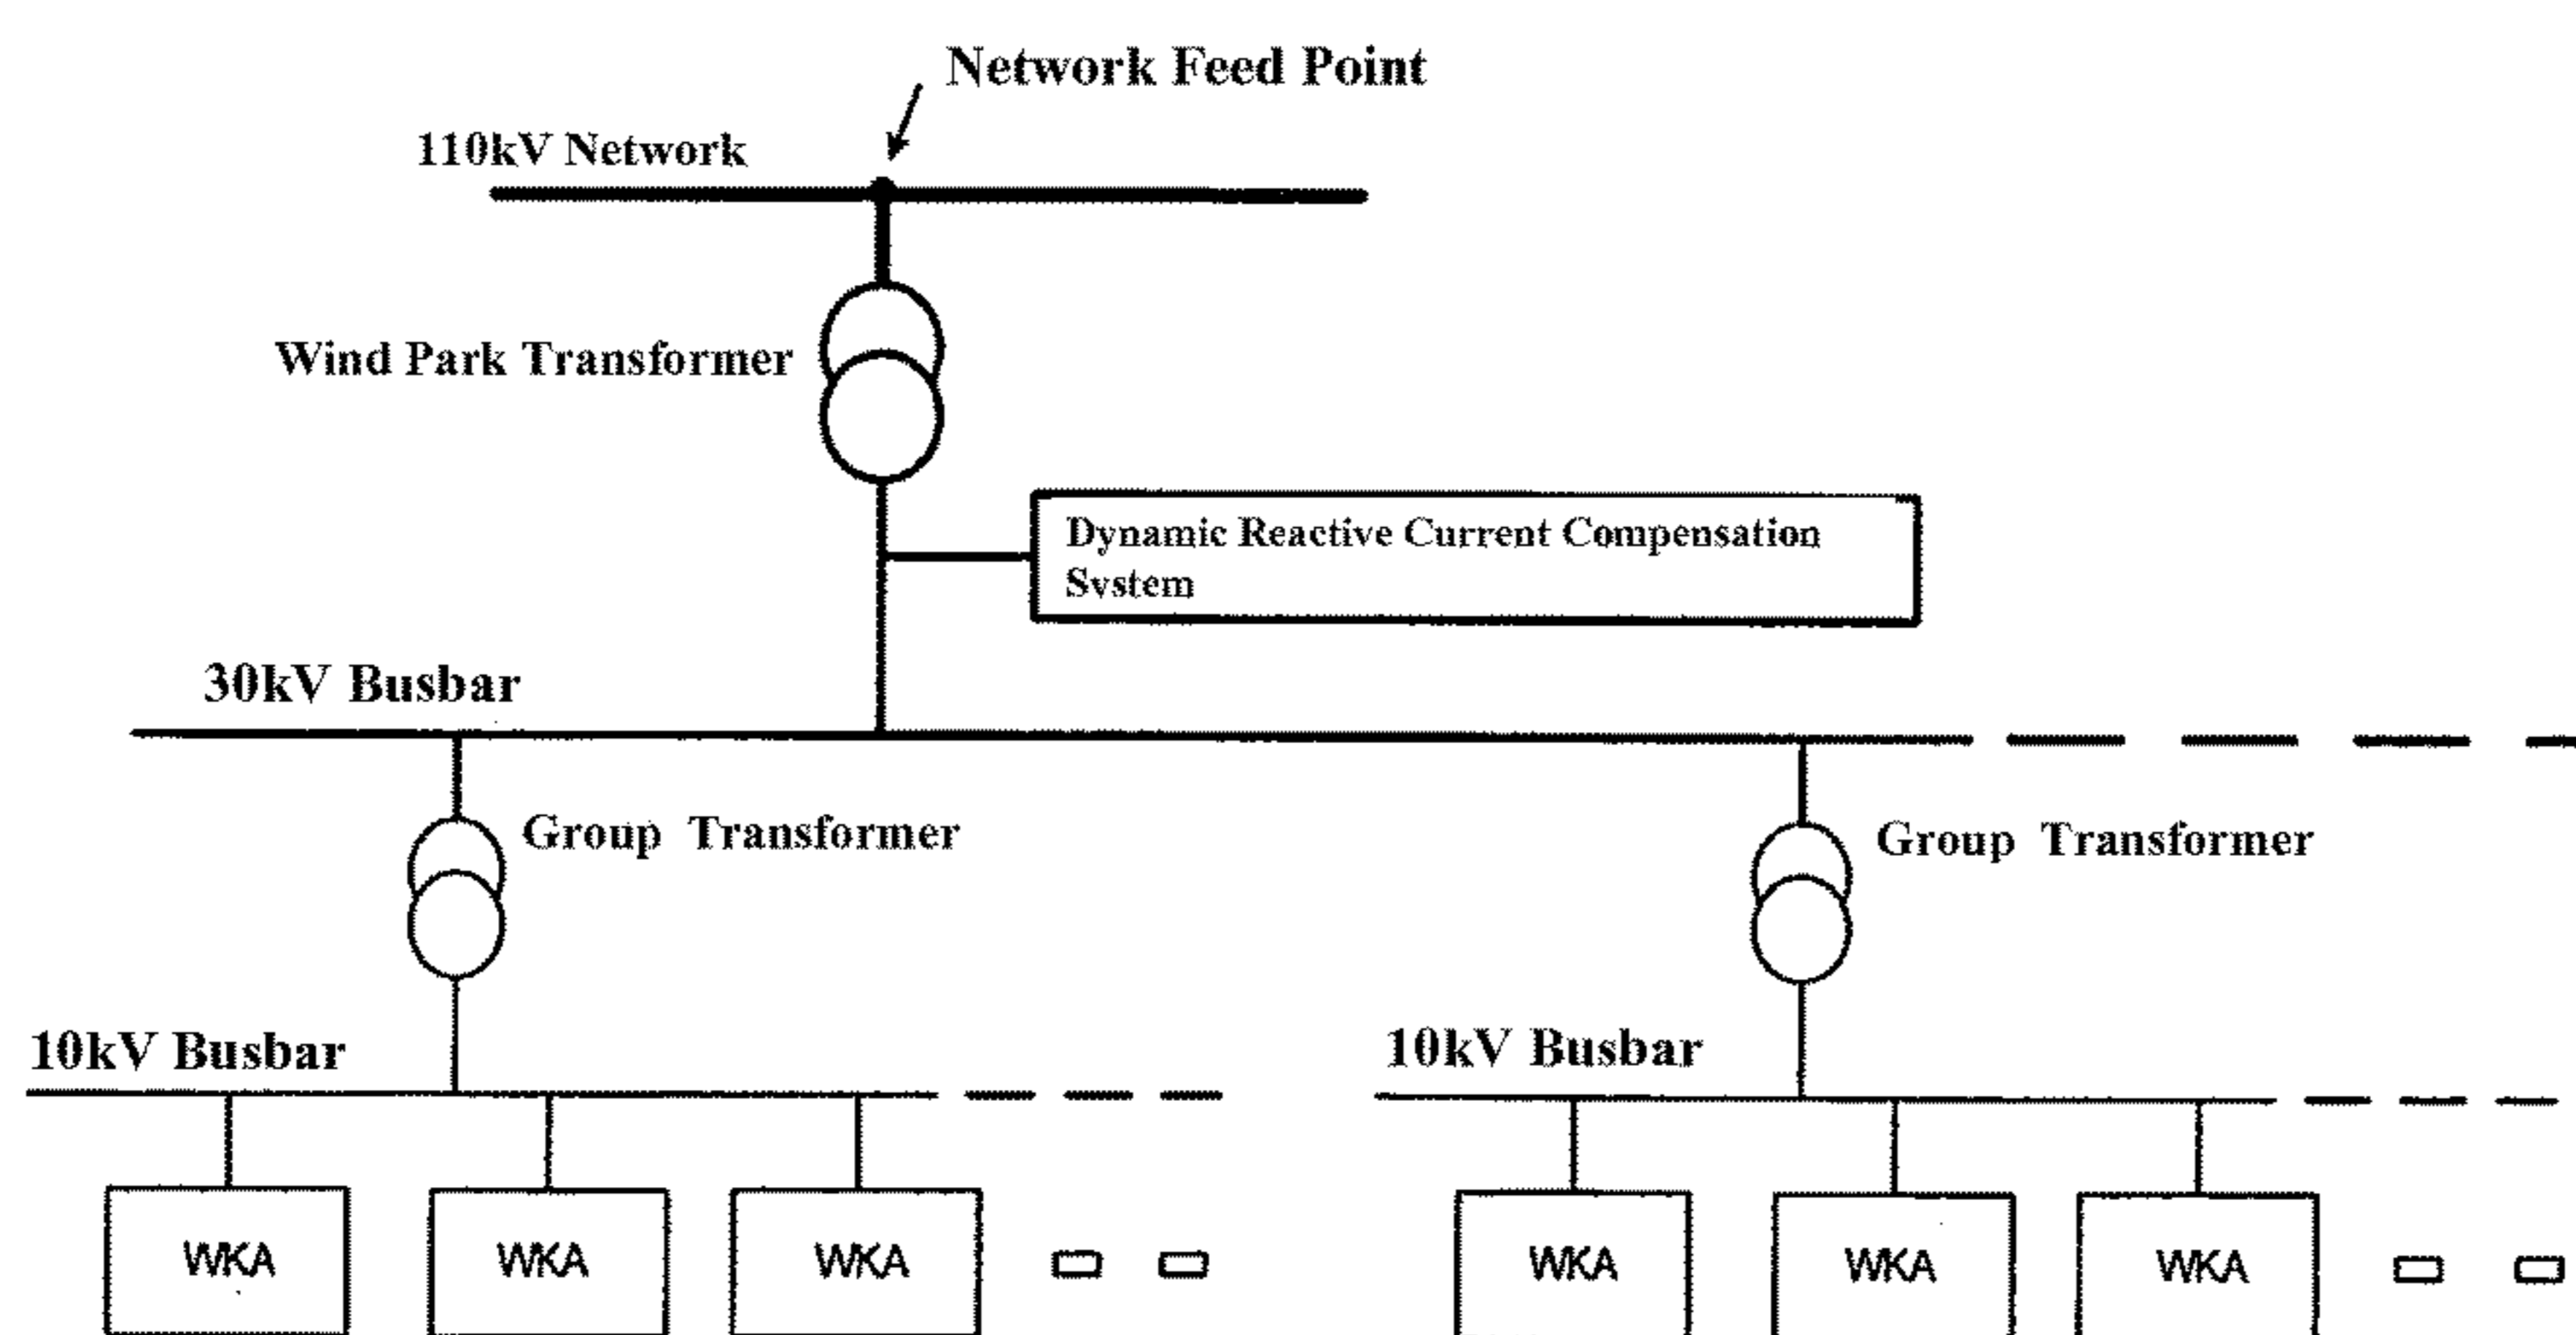 Network Feed Point
110kV Network
Wind Park Transformer
Dynamic Reactive Current Compensation
System
30kV Busbar
Group Transformer
Group Transformer
10kV Busbar
10kV Busbar
WKA
WKA
WKA
WKA
WKA
WKA